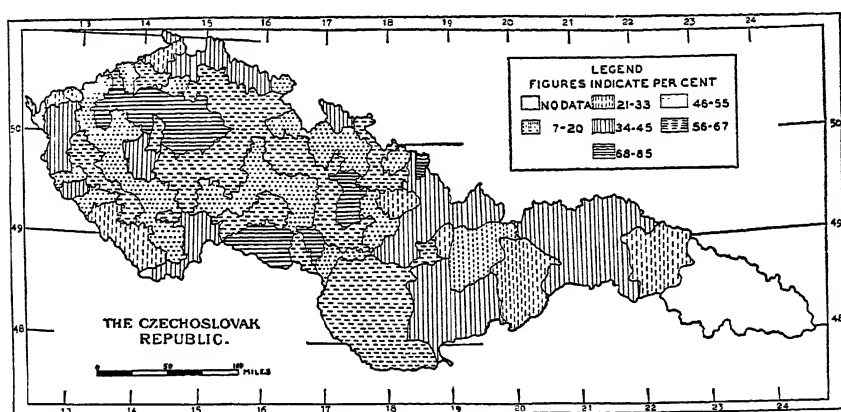 13 14 15 16 17 18 19 20 21 22 23 24
LEGEND
FIGURES INDICATE PER CENT
NO DATA 21-33 46-55
7-20 34-45 56-67
68-85
50 50
49 49
48 48
THE CZECHOSLOVAK
REPUBLIC.
0 50 100
MILES
13 14 15 16 17 18 19 20 21 22 23 24